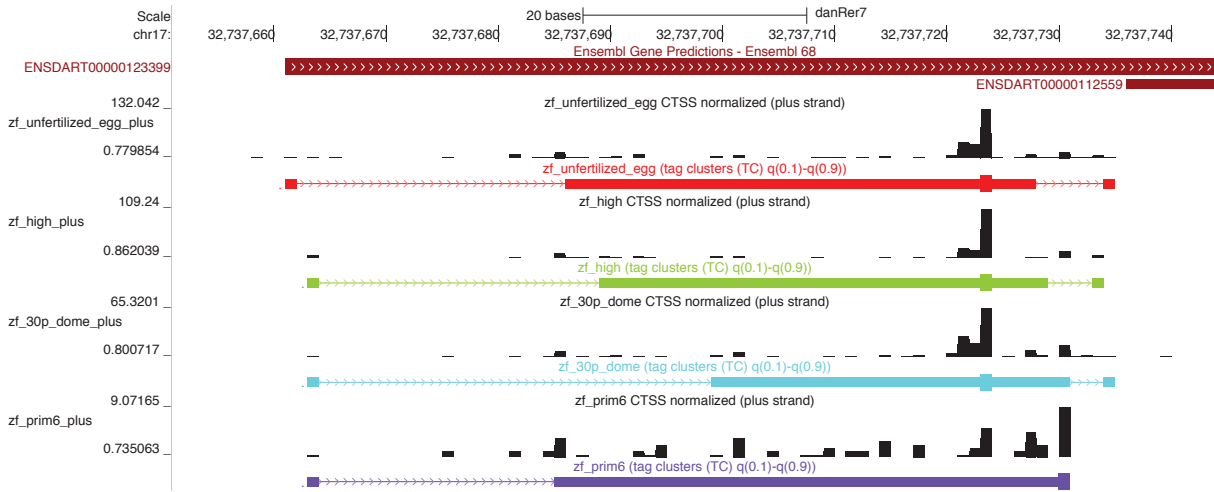 Scale 20 bases danRer7
chr17: 32,737,660 32,737,670 32,737,680 32,737,690 32,737,700 32,737,710 32,737,720 32,737,730 32,737,740
Ensembl Gene Predictions - Ensembl 68
ENSDART00000123399
ENSDART00000112559
132.042 _ zf_unfertilized_egg CTSS normalized (plus strand)
zf_unfertilized_egg_plus
0.779854 _
zf_unfertilized_egg (tag clusters (TC) q(0.1)-q(0.9))
109.24 _ zf_high CTSS normalized (plus strand)
zf_high_plus
0.862039 _
zf_high (tag clusters (TC) q(0.1)-q(0.9))
65.3201 _ zf_30p_dome CTSS normalized (plus strand)
zf_30p_dome_plus
0.800717 _
zf_30p_dome (tag clusters (TC) q(0.1)-q(0.9))
9.07165 _ zf_prim6 CTSS normalized (plus strand)
zf_prim6_plus
0.735063 _
zf_prim6 (tag clusters (TC) q(0.1)-q(0.9))